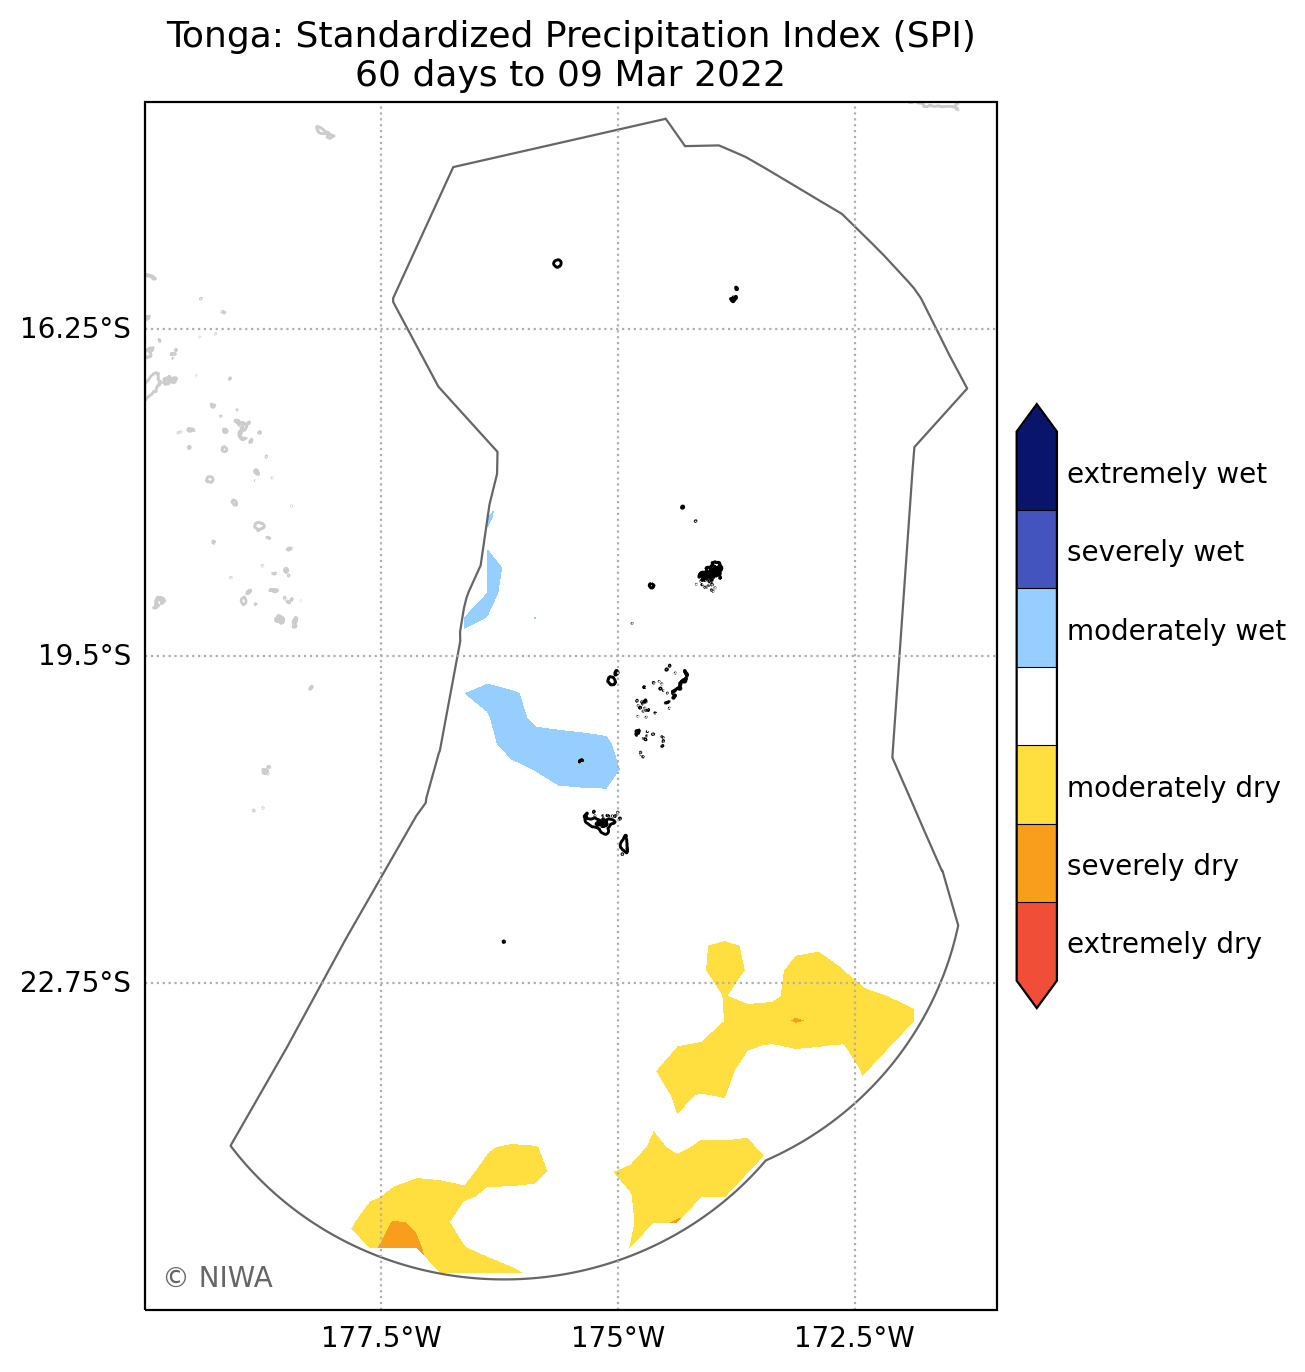 Tonga: Standardized Precipitation Index (SPI)
60 days to 09 Mar 2022
16.25°S
19.5°S
22.75°S
177.5°W
175°W
172.5°W
extremely wet
severely wet
moderately wet
moderately dry
severely dry
extremely dry
© NIWA